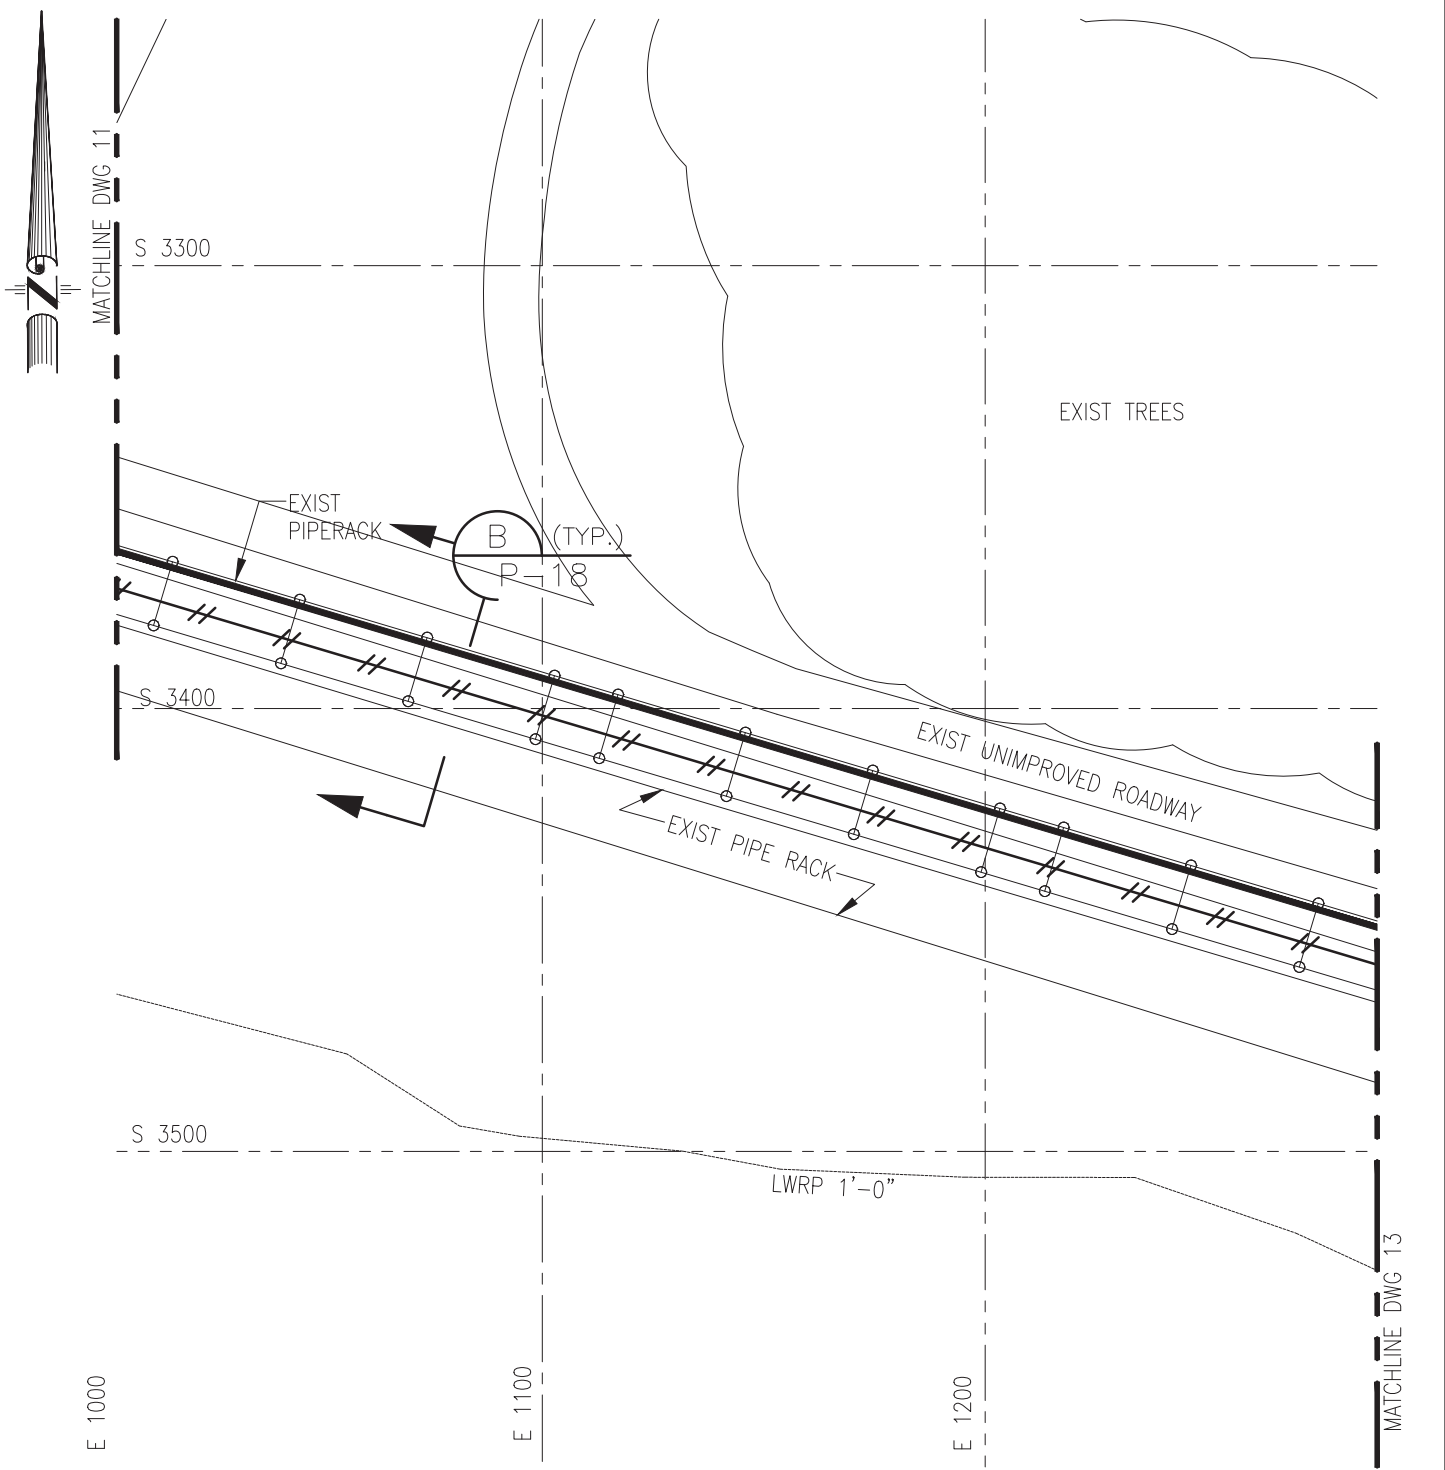 MATCHLINE DWG 11
S 3300
EXIST TREES
EXIST
PIPERACK
B
(TYP.)
P-18
S 3400
EXIST UNIMPROVED ROADWAY
EXIST PIPE RACK
S 3500
LWRP 1'-0"
MATCHLINE DWG 13
E 1000
E 1100
E 1200